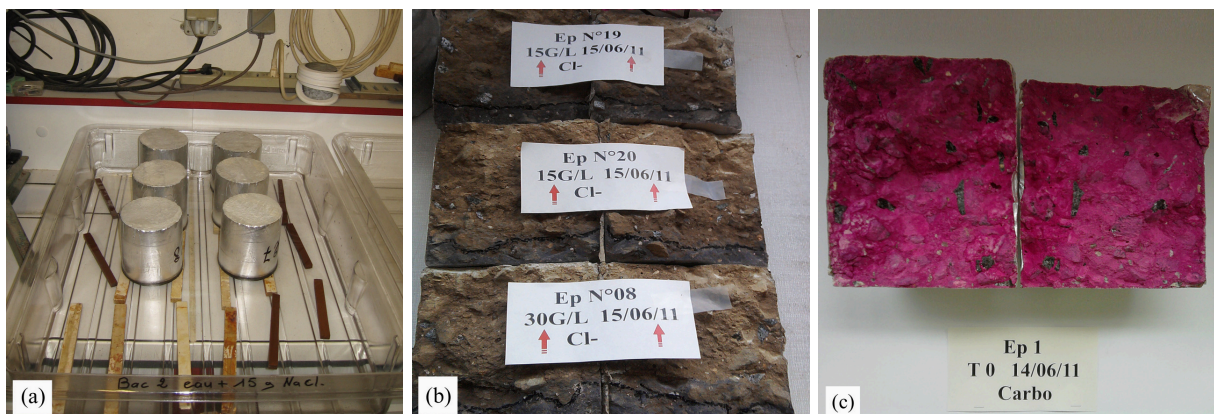 Bac 2 eau + 15 g NaCl.
(a)
Ep N°19
15G/L 15/06/11
Cl-
Ep N°20
15G/L 15/06/11
Cl-
Ep N°08
30G/L 15/06/11
Cl-
(b)
Ep 1
T 0 14/06/11
Carbo
(c)